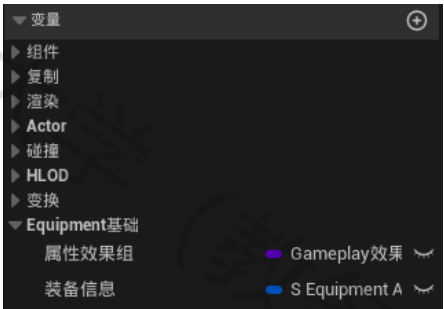 变量
组件
复制
渲染
Actor
碰撞
HLOD
变换
Equipment基础
属性效果组 Gameplay效果
装备信息 S Equipment A